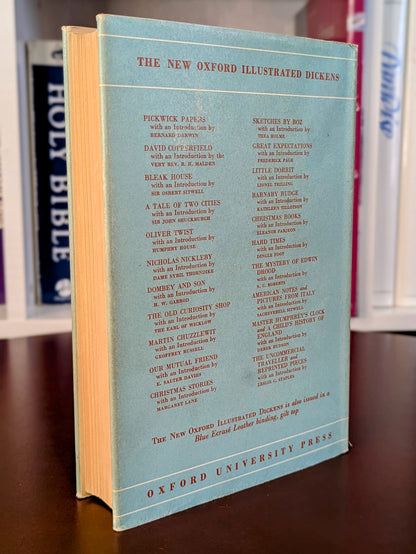 THE NEW OXFORD ILLUSTRATED DICKENS
PICKWICK PAPERS
with an Introduction by
BERNARD DARWIN
DAVID COPPERFIELD
with an Introduction by the
VERY REV. R. H. MALDEN
BLEAK HOUSE
with an Introduction by
SIR OSBERT SITWELL
A TALE OF TWO CITIES
with an Introduction by
SIR JOHN SHUCKBURGH
OLIVER TWIST
with an Introduction by
HUMPHRY HOUSE
NICHOLAS NICKLEBY
with an Introduction by
DAME SYBIL THORNDIKE
DOMBEY AND SON
with an Introduction by
H. W. GARROD
THE OLD CURIOSITY SHOP
with an Introduction by
THE EARL OF WICKLOW
MARTIN CHUZZLEWIT
with an Introduction by
GEOFFREY RUSSELL
OUR MUTUAL FRIEND
with an Introduction by
E. SALTER DAVIES
CHRISTMAS STORIES
with an Introduction by
MARGARET LANE
SKETCHES BY BOZ
with an Introduction by
THEA HOLME
GREAT EXPECTATIONS
with an Introduction by
FREDERICK PAGE
LITTLE DORRIT
with an Introduction by
LIONEL TRILLING
BARNABY RUDGE
with an Introduction by
KATHLEEN TILLOTSON
CHRISTMAS BOOKS
with an Introduction by
ELEANOR FARJEON
HARD TIMES
with an Introduction by
DINGLE FOOT
THE MYSTERY OF EDWIN
DROOD
with an Introduction by
S. C. ROBERTS
AMERICAN NOTES and
PICTURES FROM ITALY
with an Introduction by
SACHEVERELL SITWELL
MASTER HUMPHREY'S CLOCK
and A CHILD'S HISTORY OF
ENGLAND
with an Introduction by
DEREK HUDSON
THE UNCOMMERCIAL
TRAVELLER and
REPRINTED PIECES
with an Introduction by
LESLIE C. STAPLES
THE NEW OXFORD ILLUSTRATED DICKENS is also issued in a
Blue Ecrasé Leather binding, gilt top
OXFORD UNIVERSITY PRESS
HOLY BIBLE